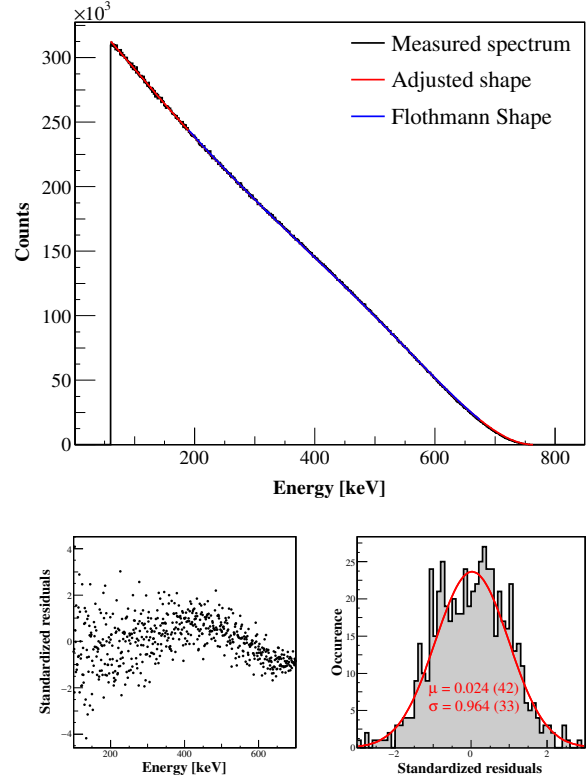 ×10³
300
250
200
150
100
50
0
Counts
Measured spectrum
Adjusted shape
Flothmann Shape
200 400 600 800
Energy [keV]
4
2
0
−2
−4
Standardized residuals
200 400 600
Energy [keV]
25
20
15
10
5
0
Occurence
μ = 0.024 (42)
σ = 0.964 (33)
−2 0 2
Standardized residuals